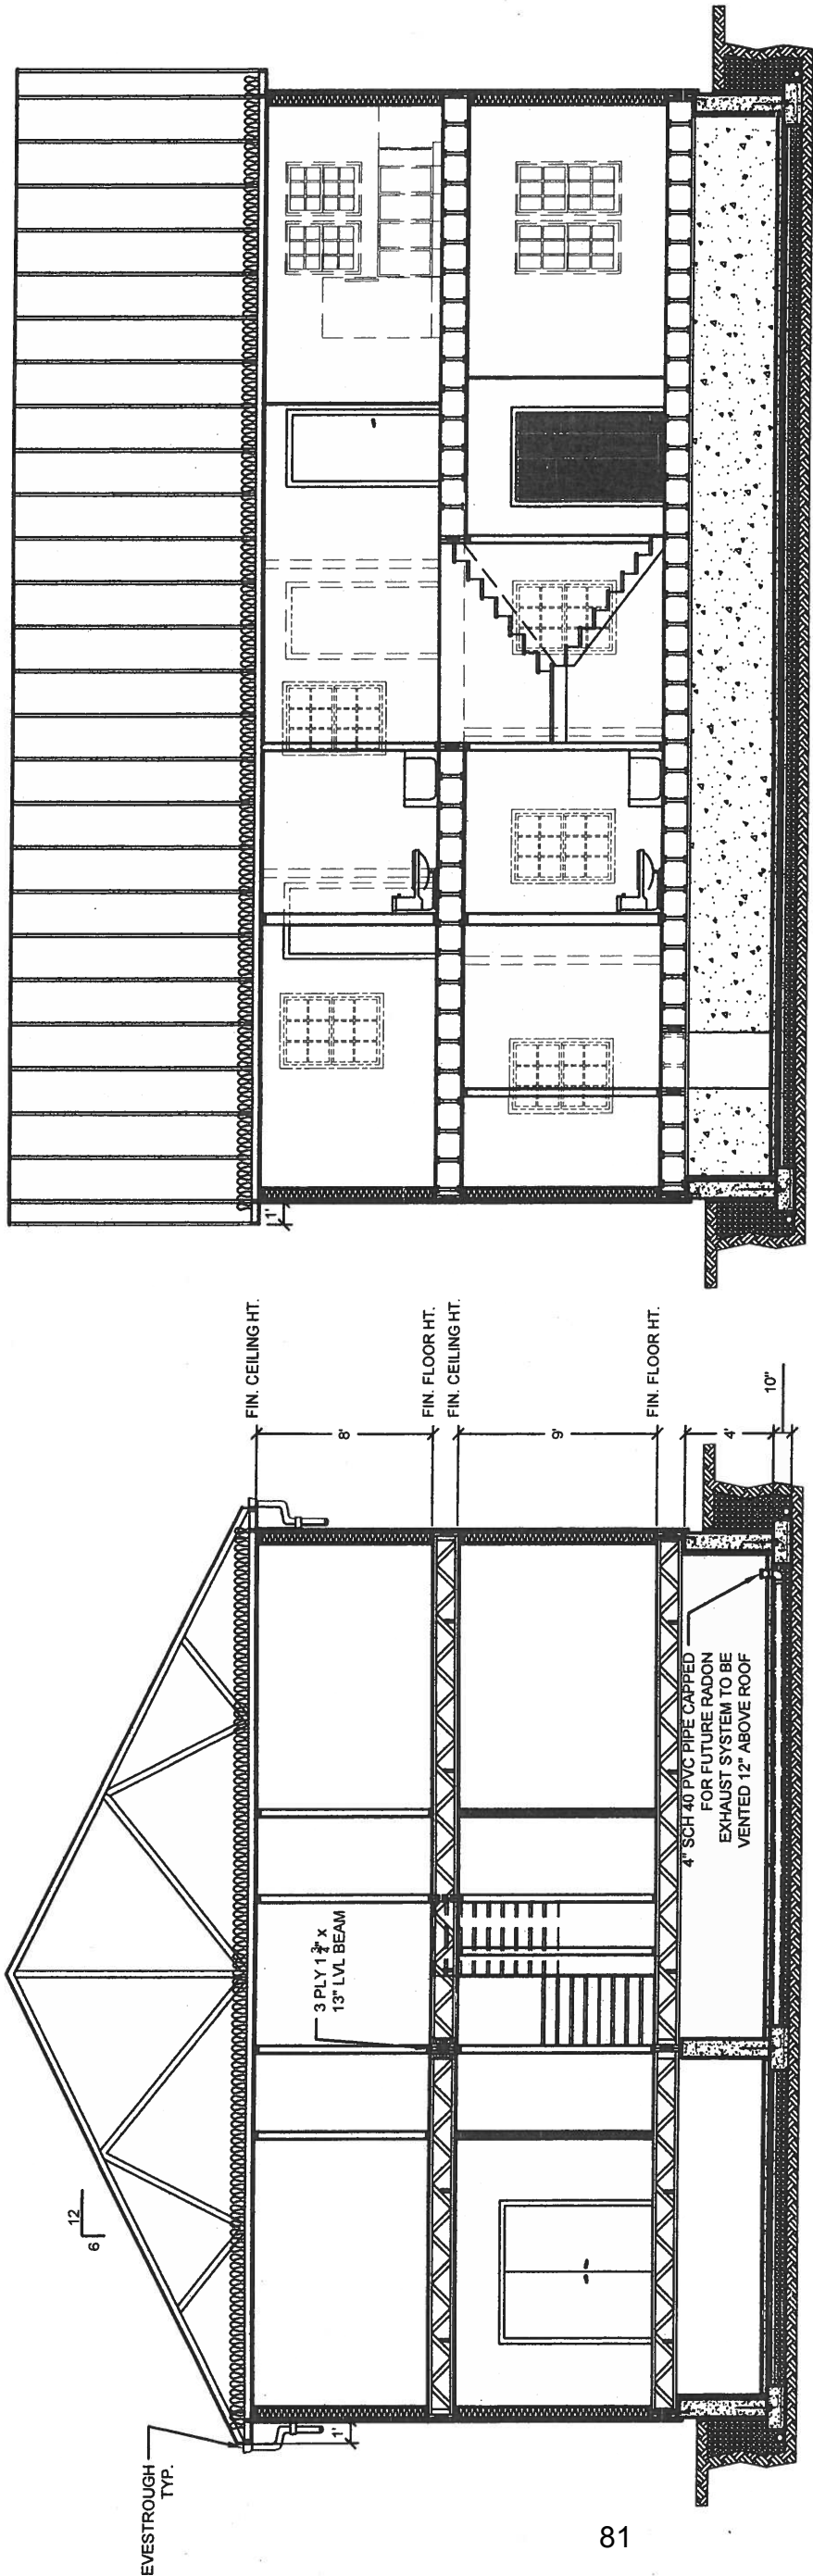 EVESTROUGH
TYP.
12
6
1'
3 PLY 1 3/4" X
13" LVL BEAM
4" SCH 40 PVC PIPE CAPPED
FOR FUTURE RADON
EXHAUST SYSTEM TO BE
VENTED 12" ABOVE ROOF
FIN. CEILING HT.
8'
FIN. FLOOR HT.
FIN. CEILING HT.
9'
FIN. FLOOR HT.
4'
10"
1'
81